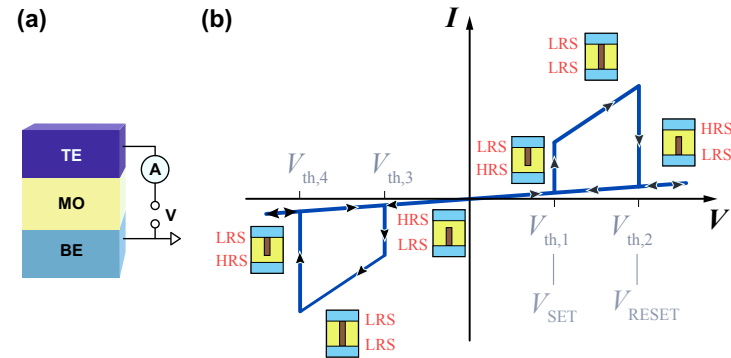 (a)
TE
MO
BE
A
V
(b)
I
V
LRS
LRS
LRS
HRS
HRS
LRS
V_th,4
V_th,3
V_th,1
V_th,2
V_SET
V_RESET
HRS
LRS
LRS
HRS
LRS
LRS